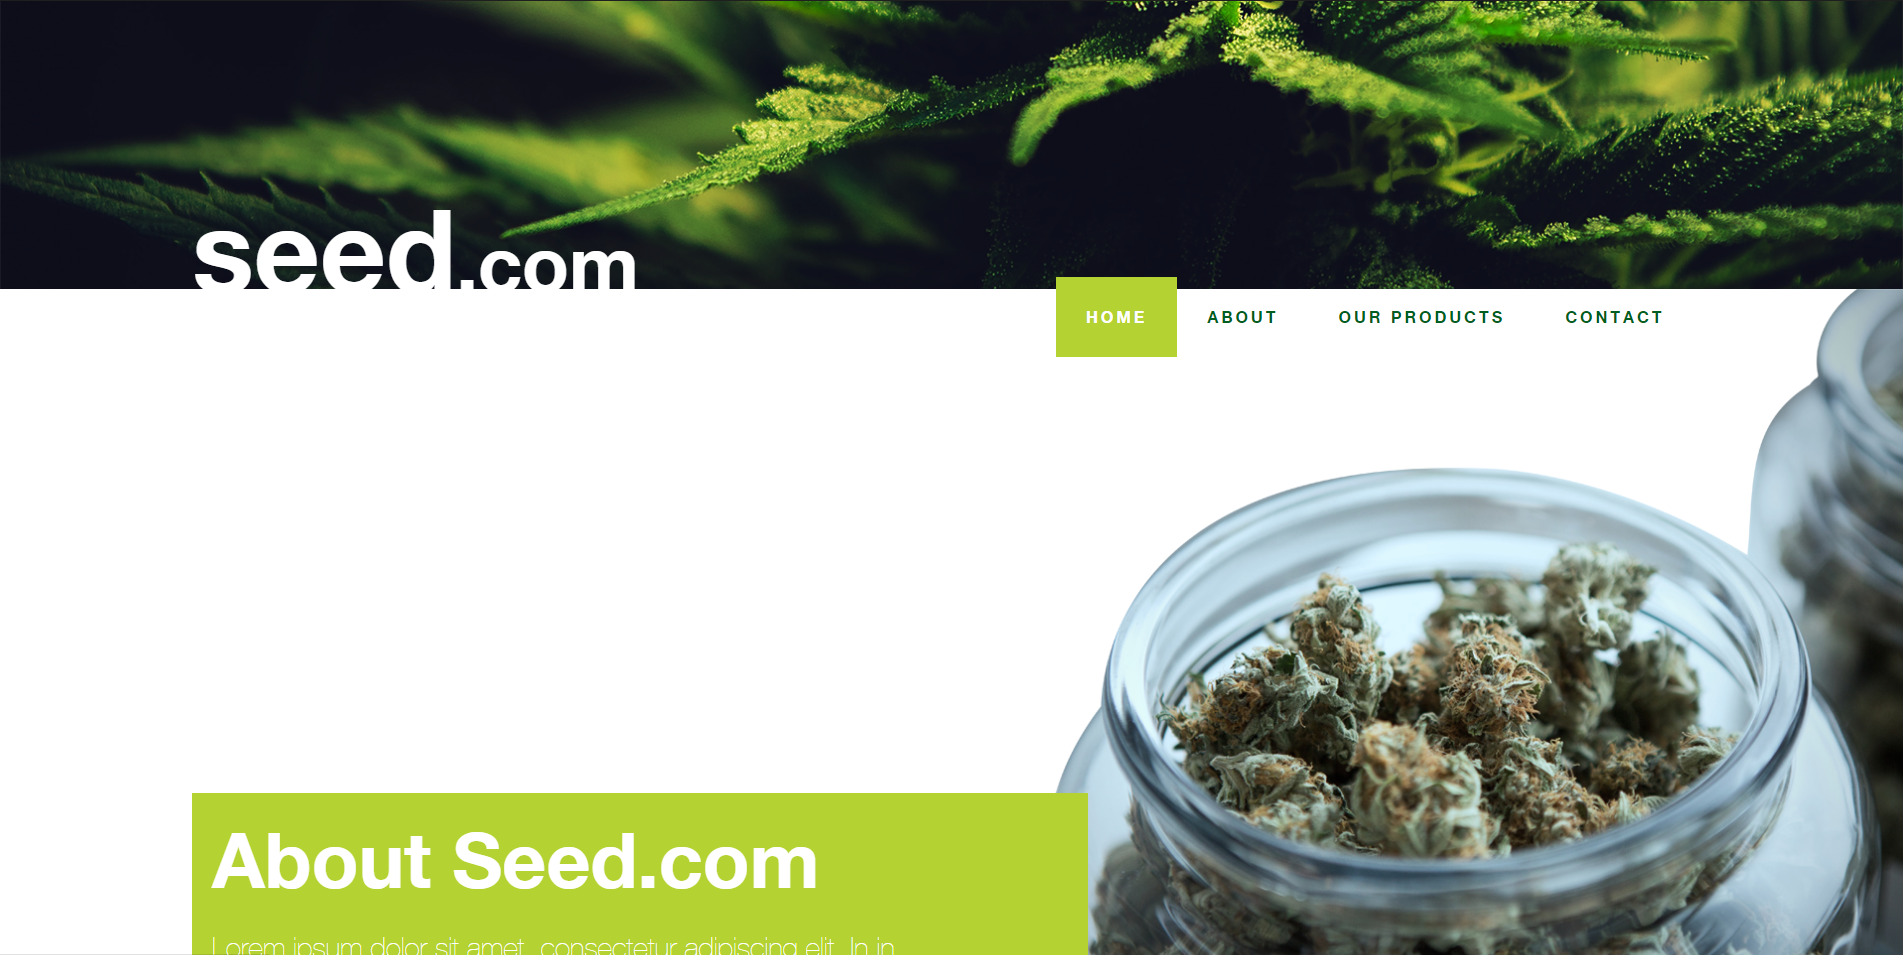 seed.com
HOME ABOUT OUR PRODUCTS CONTACT
About Seed.com
Lorem ipsum dolor sit amet, consectetur adipiscing elit. In in